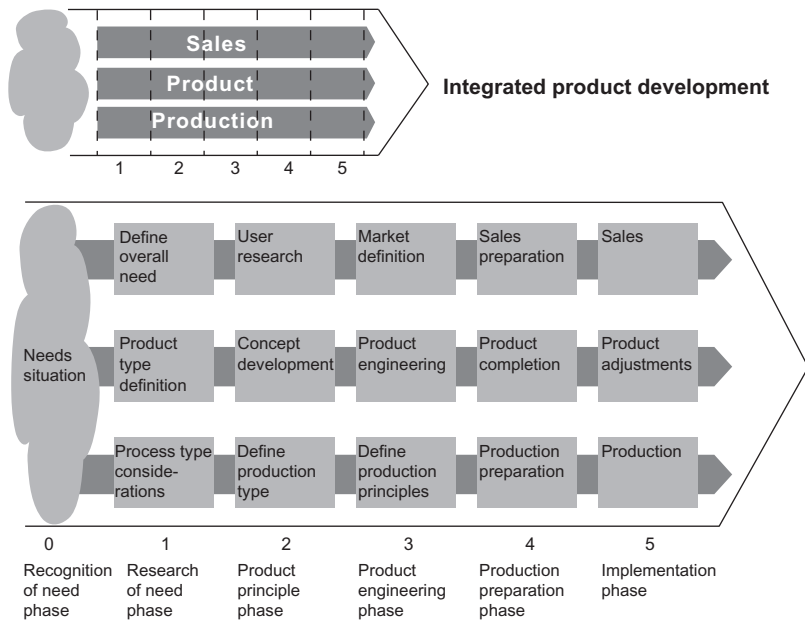 Sales
Product
Production
1 2 3 4 5
Integrated product development
Needs
situation
Define
overall
need
User
research
Market
definition
Sales
preparation
Sales
Product
type
definition
Concept
development
Product
engineering
Product
completion
Product
adjustments
Process type
conside-
rations
Define
production
type
Define
production
principles
Production
preparation
Production
0
Recognition
of need
phase
1
Research
of need
phase
2
Product
principle
phase
3
Product
engineering
phase
4
Production
preparation
phase
5
Implementation
phase